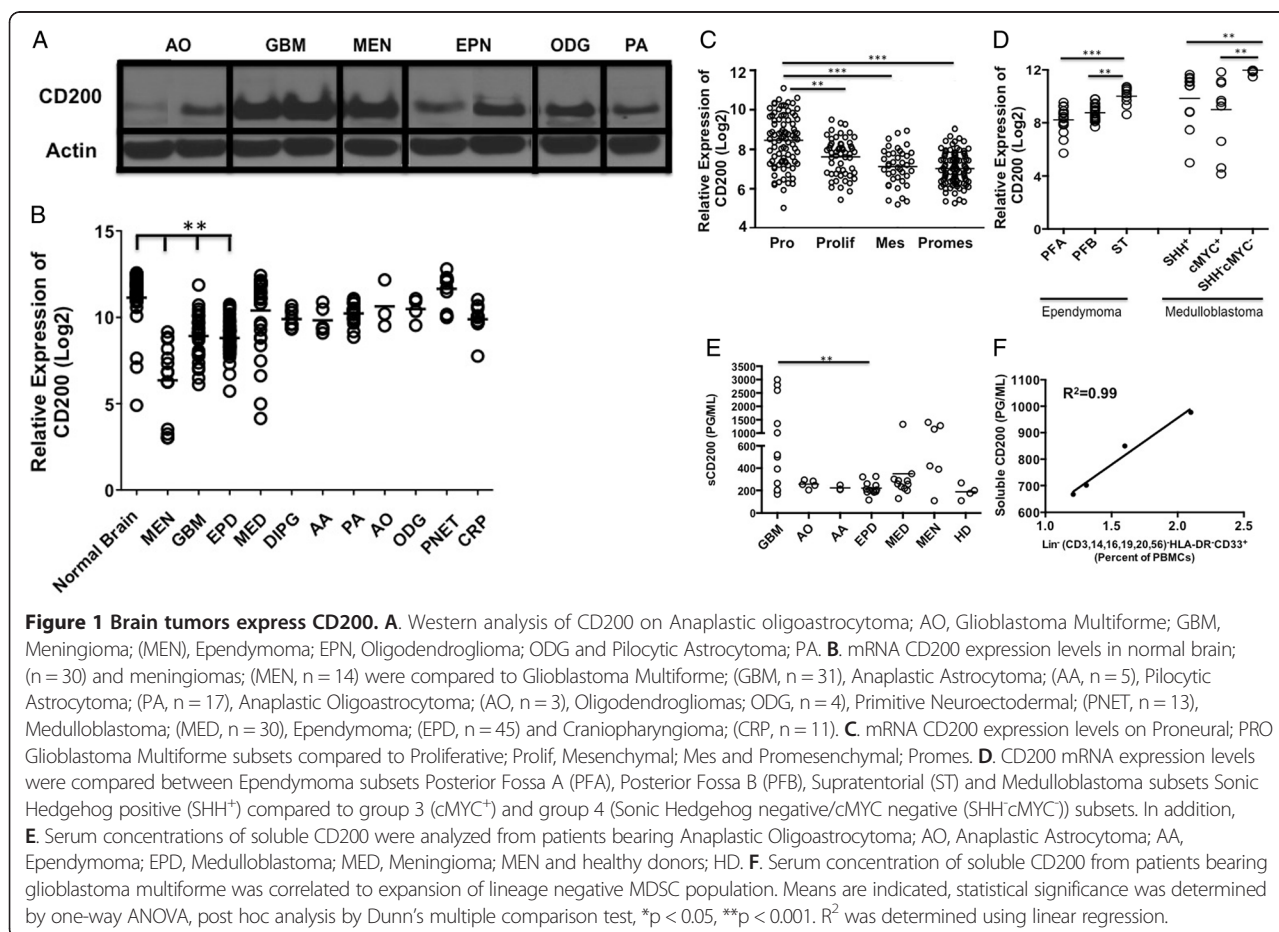 A
AO GBM MEN EPN ODG PA
CD200
Actin
B
**
Relative Expression of
CD200 (Log2)
15
10
5
0
Normal Brain
MEN
GBM
EPD
MED
DIPG
AA
PA
AO
ODG
PNET
CRP
C
***
***
**
Relative Expression of
CD200 (Log2)
12
10
8
6
4
Pro Prolif Mes Promes
D
**
*** **
**
Relative Expression of
CD200 (Log2)
12
8
4
0
PFA
PFB
ST
SHH⁺
cMYC⁺
SHH⁻cMYC⁻
Ependymoma Medulloblastoma
E
**
sCD200 (PG/ML)
3500
3000
2500
2000
1500
1000
600
400
200
0
GBM
AO
AA
EPD
MED
MEN
HD
F
R²=0.99
Soluble CD200 (PG/ML)
1100
1000
900
800
700
600
1.0 1.5 2.0 2.5
Lin⁻ (CD3,14,16,19,20,56)⁻HLA-DR⁻CD33⁺
(Percent of PBMCs)
Figure 1 Brain tumors express CD200. A. Western analysis of CD200 on Anaplastic oligoastrocytoma; AO, Glioblastoma Multiforme; GBM,
Meningioma; (MEN), Ependymoma; EPN, Oligodendroglioma; ODG and Pilocytic Astrocytoma; PA. B. mRNA CD200 expression levels in normal brain;
(n = 30) and meningiomas; (MEN, n = 14) were compared to Glioblastoma Multiforme; (GBM, n = 31), Anaplastic Astrocytoma; (AA, n = 5), Pilocytic
Astrocytoma; (PA, n = 17), Anaplastic Oligoastrocytoma; (AO, n = 3), Oligodendrogliomas; ODG, n = 4), Primitive Neuroectodermal; (PNET, n = 13),
Medulloblastoma; (MED, n = 30), Ependymoma; (EPD, n = 45) and Craniopharyngioma; (CRP, n = 11). C. mRNA CD200 expression levels on Proneural; PRO
Glioblastoma Multiforme subsets compared to Proliferative; Prolif, Mesenchymal; Mes and Promesenchymal; Promes. D. CD200 mRNA expression levels
were compared between Ependymoma subsets Posterior Fossa A (PFA), Posterior Fossa B (PFB), Supratentorial (ST) and Medulloblastoma subsets Sonic
Hedgehog positive (SHH⁺) compared to group 3 (cMYC⁺) and group 4 (Sonic Hedgehog negative/cMYC negative (SHH⁻cMYC⁻)) subsets. In addition,
E. Serum concentrations of soluble CD200 were analyzed from patients bearing Anaplastic Oligoastrocytoma; AO, Anaplastic Astrocytoma; AA,
Ependymoma; EPD, Medulloblastoma; MED, Meningioma; MEN and healthy donors; HD. F. Serum concentration of soluble CD200 from patients bearing
glioblastoma multiforme was correlated to expansion of lineage negative MDSC population. Means are indicated, statistical significance was determined
by one-way ANOVA, post hoc analysis by Dunn's multiple comparison test, *p < 0.05, **p < 0.001. R² was determined using linear regression.